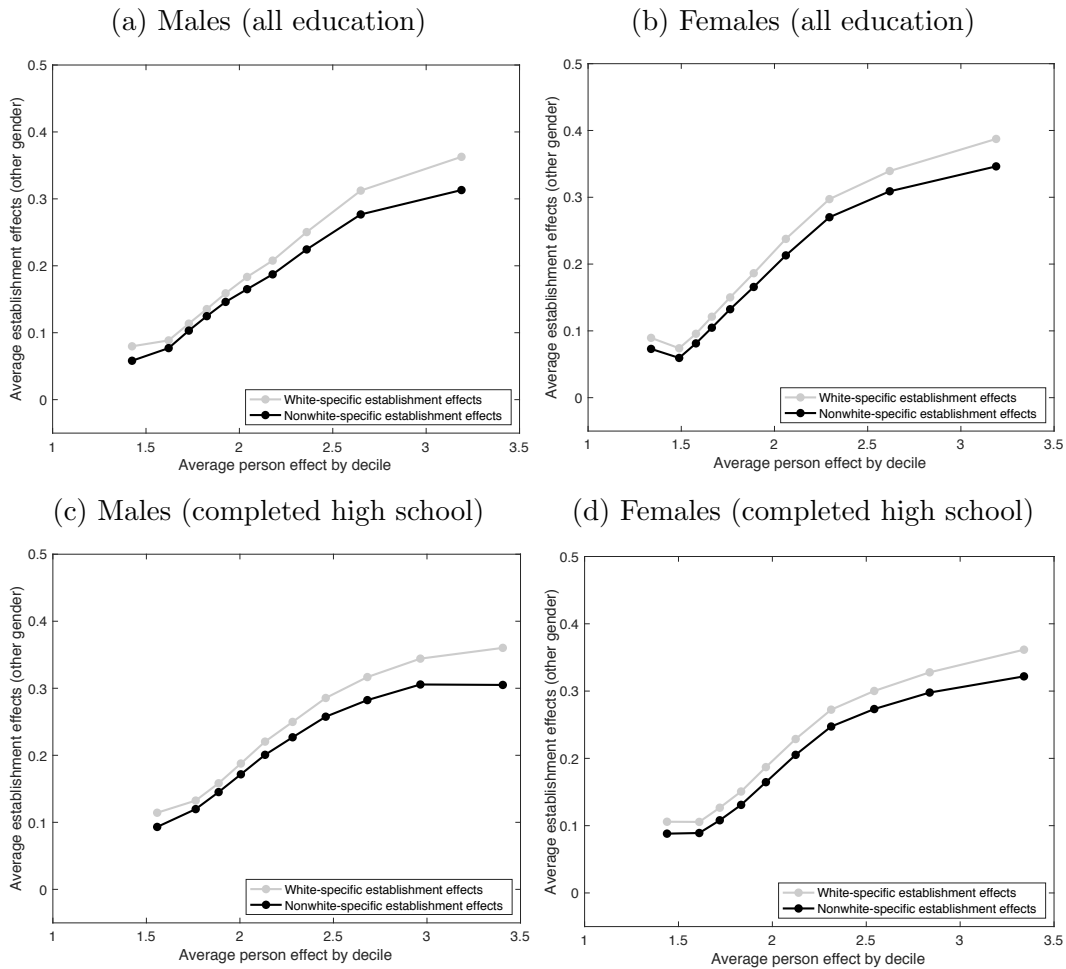 (a) Males (all education)
(b) Females (all education)
0.5
0.4
0.3
0.2
0.1
0
Average establishment effects (other gender)
White-specific establishment effects
Nonwhite-specific establishment effects
1
1.5
2
2.5
3
3.5
Average person effect by decile
0.5
0.4
0.3
0.2
0.1
0
Average establishment effects (other gender)
White-specific establishment effects
Nonwhite-specific establishment effects
1
1.5
2
2.5
3
3.5
Average person effect by decile
(c) Males (completed high school)
(d) Females (completed high school)
0.5
0.4
0.3
0.2
0.1
0
Average establishment effects (other gender)
White-specific establishment effects
Nonwhite-specific establishment effects
1
1.5
2
2.5
3
3.5
Average person effect by decile
0.5
0.4
0.3
0.2
0.1
0
Average establishment effects (other gender)
White-specific establishment effects
Nonwhite-specific establishment effects
1
1.5
2
2.5
3
3.5
Average person effect by decile